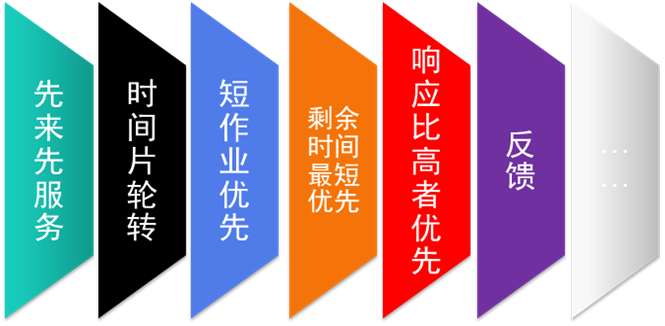 先来先服务
时间片轮转
短作业优先
剩余时间最短优先
响应比高者优先
反馈
……